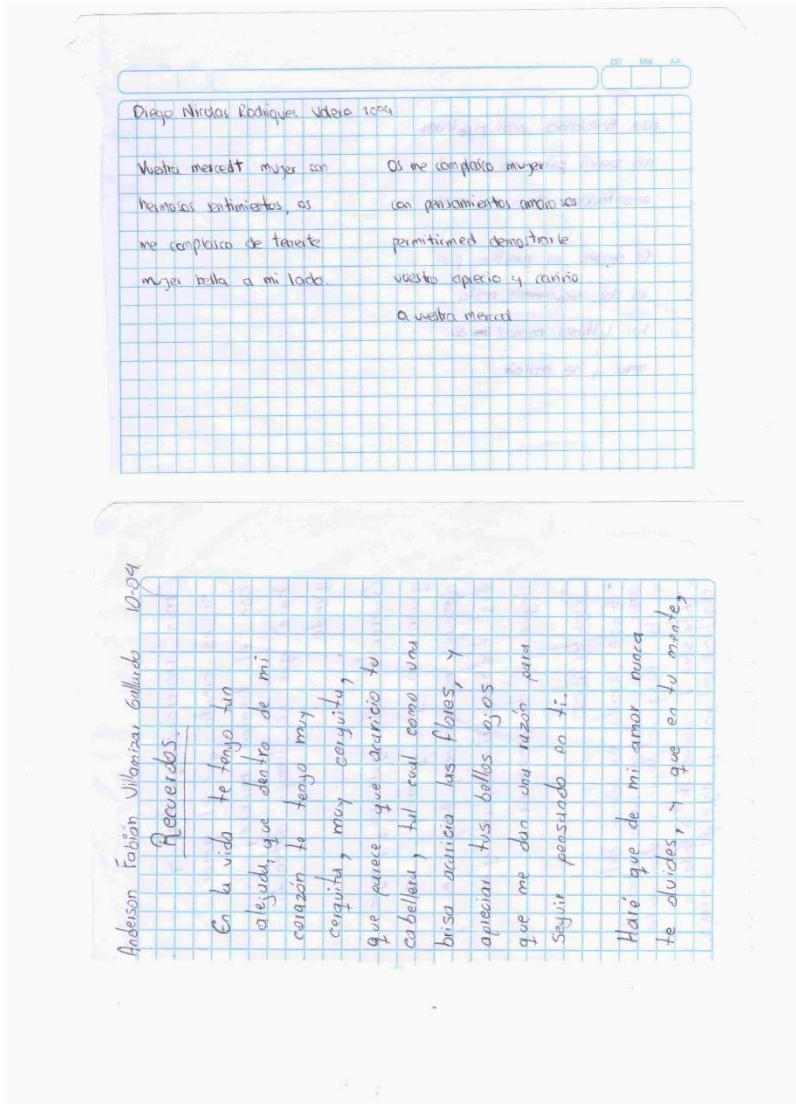 DD MM AA
Diego Nicolas Rodriguez Valero 1004
Vuestra mercedt mujer con
hermosos sentimientos, os
me complasco de tenerte
mujer bella a mi lado.
Os me complasco mujer
con pensamientos amorosos
permitirmed demostrarle
vuestro aprecio y cariño
a vuestra merced
Anderson Fabián Villamizar Gallardo 10-04
Recuerdos.
En la vida te tengo tan
alejada, que dentro de mi
corazón te tengo muy
cerquita, muy cerquita,
que parece que acaricio tu
cabellera, tal cual como una
brisa acaricia las flores, y
apreciar tus bellos ojos
que me dan una razón para
Seguir pensando en ti.
Haré que de mi amor nunca
te olvides, y que en tu mente,